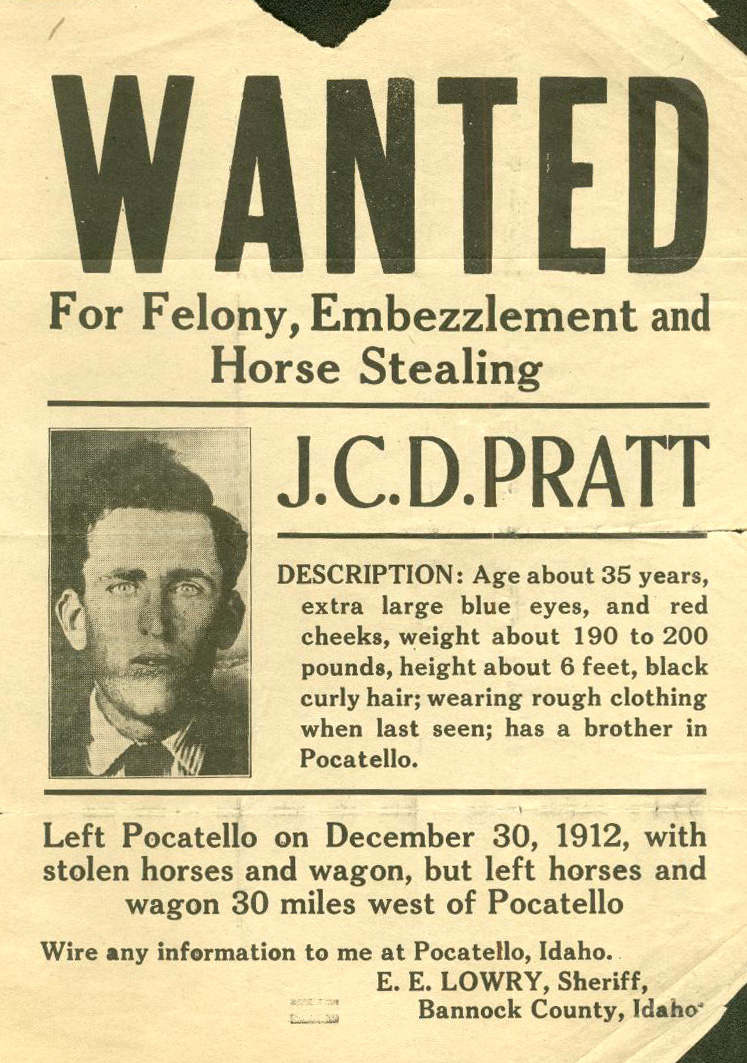 WANTED
For Felony, Embezzlement and
Horse Stealing
J.C.D. PRATT
DESCRIPTION: Age about 35 years,
extra large blue eyes, and red
cheeks, weight about 190 to 200
pounds, height about 6 feet, black
curly hair; wearing rough clothing
when last seen; has a brother in
Pocatello.
Left Pocatello on December 30, 1912, with
stolen horses and wagon, but left horses and
wagon 30 miles west of Pocatello
Wire any information to me at Pocatello, Idaho.
E. E. LOWRY, Sheriff,
Bannock County, Idaho